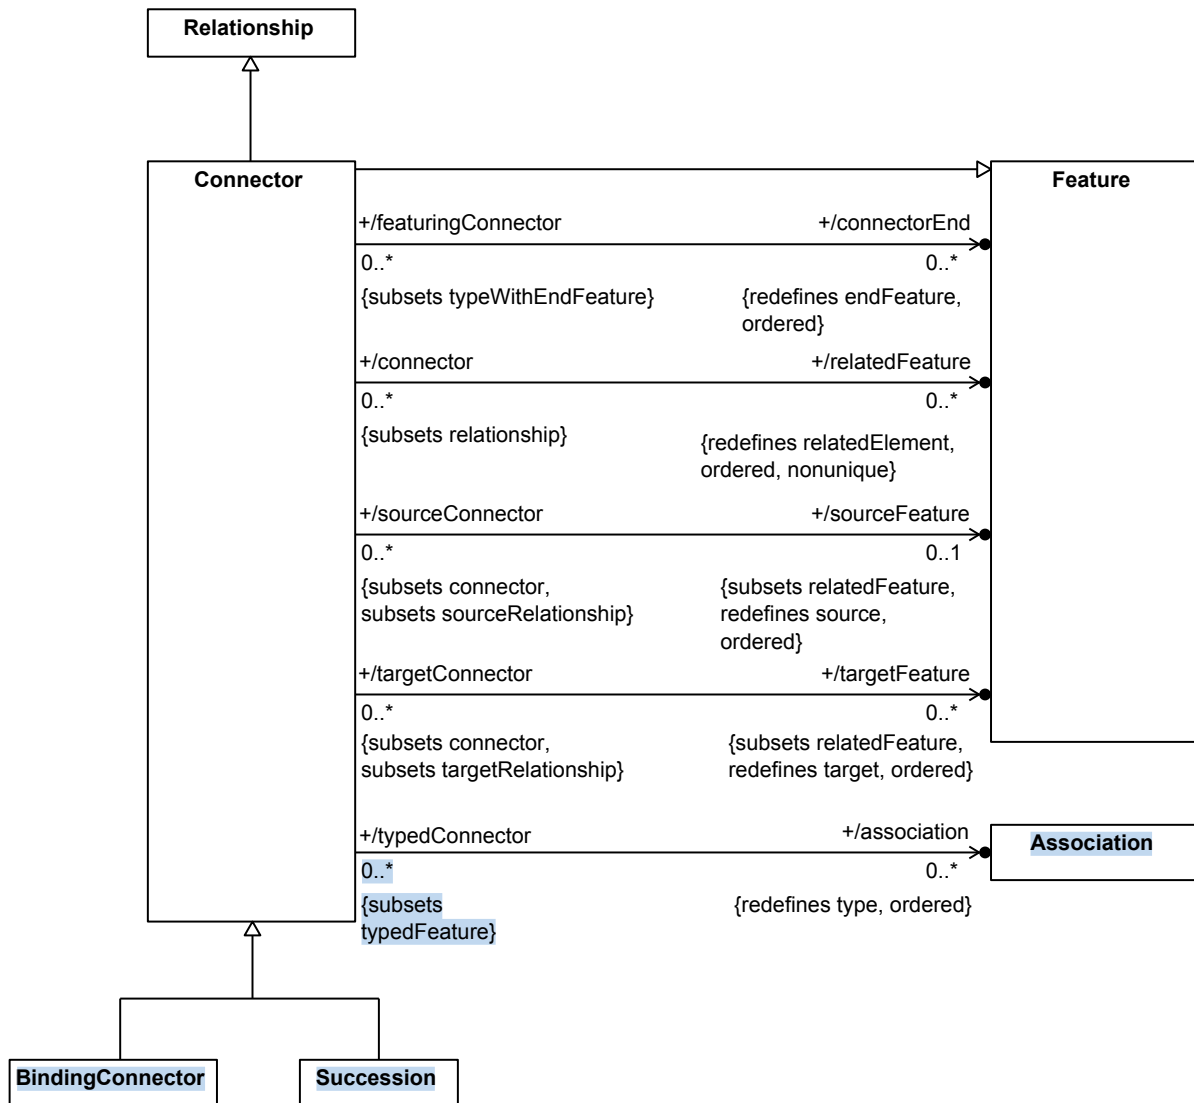 Relationship
Connector
Feature
+/featuringConnector
+/connectorEnd
0..*
0..*
{subsets typeWithEndFeature}
{redefines endFeature,
ordered}
+/connector
+/relatedFeature
0..*
0..*
{subsets relationship}
{redefines relatedElement,
ordered, nonunique}
+/sourceConnector
+/sourceFeature
0..*
0..1
{subsets connector,
subsets sourceRelationship}
{subsets relatedFeature,
redefines source,
ordered}
+/targetConnector
+/targetFeature
0..*
0..*
{subsets connector,
subsets targetRelationship}
{subsets relatedFeature,
redefines target, ordered}
+/typedConnector
+/association
Association
0..*
0..*
{subsets
typedFeature}
{redefines type, ordered}
BindingConnector
Succession